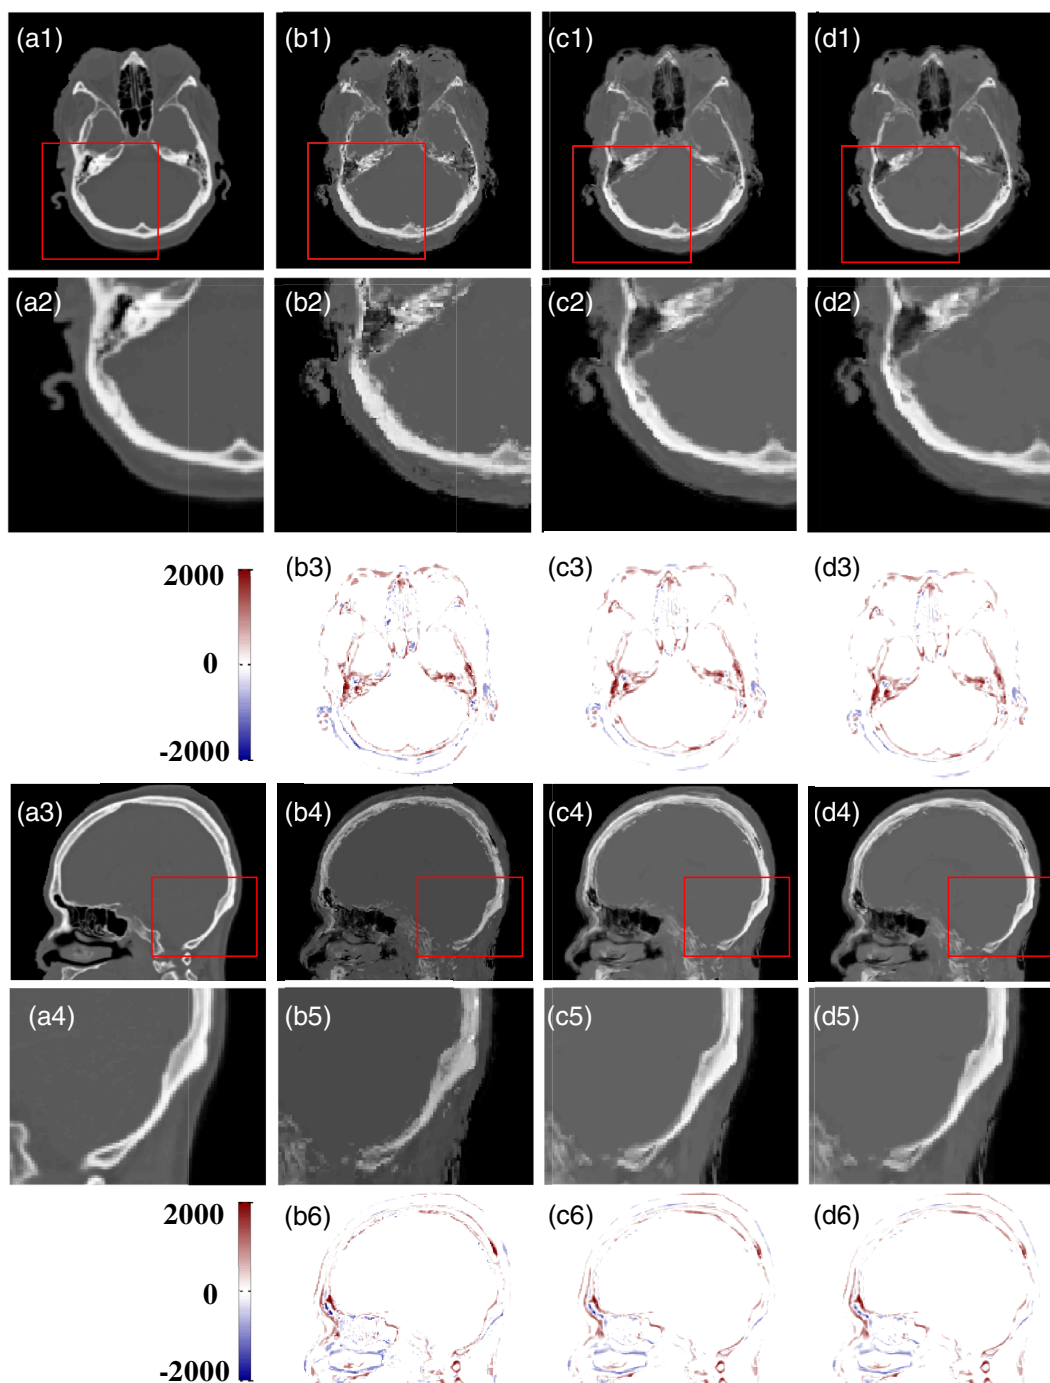 (a1) (b1) (c1) (d1)
(a2) (b2) (c2) (d2)
2000 (b3) (c3) (d3)
0
-2000
(a3) (b4) (c4) (d4)
(a4) (b5) (c5) (d5)
2000 (b6) (c6) (d6)
0
-2000